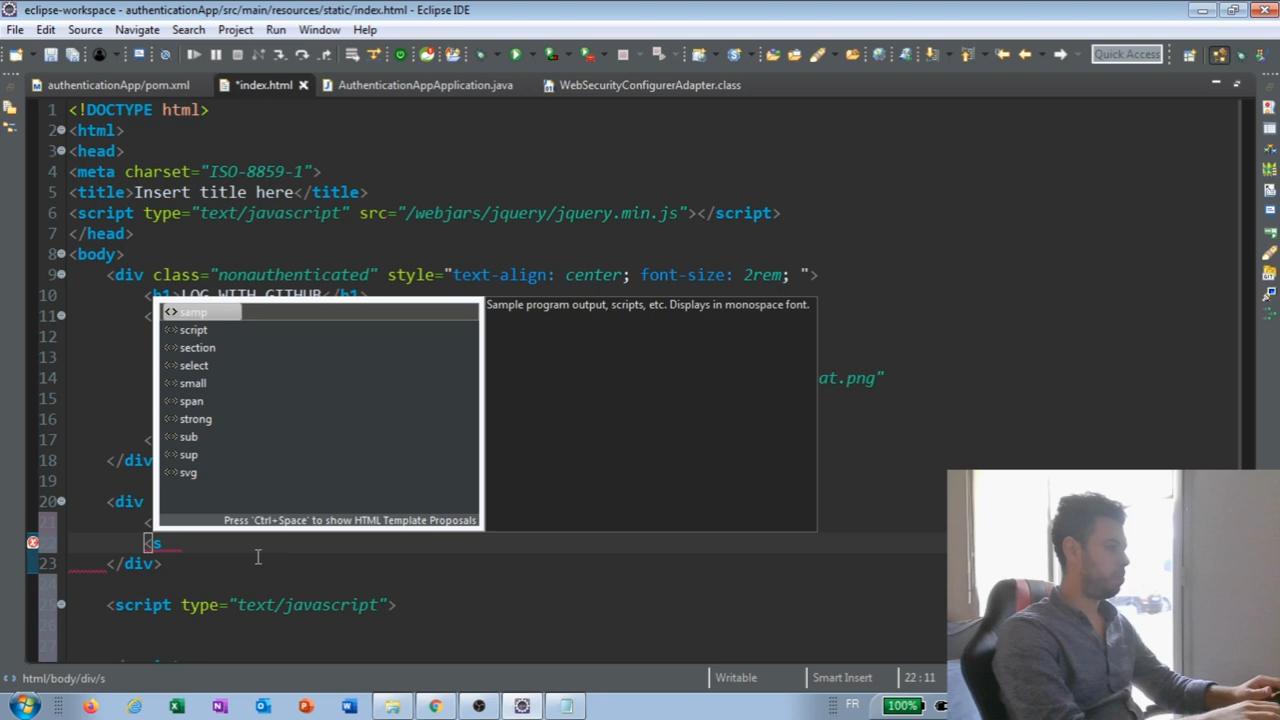 eclipse-workspace - authenticationApp/src/main/resources/static/index.html - Eclipse IDE
File Edit Source Navigate Search Project Run Window Help
Quick Access
authenticationApp/pom.xml *index.html AuthenticationAppApplication.java WebSecurityConfigurerAdapter.class
1 <!DOCTYPE html>
2 <html>
3 <head>
4 <meta charset="ISO-8859-1">
5 <title>Insert title here</title>
6 <script type="text/javascript" src="/webjars/jquery/jquery.min.js"></script>
7 </head>
8 <body>
9 <div class="nonauthenticated" style="text-align: center; font-size: 2rem; ">
10 <h1>LOG WITH GITHUB</h1>
11 <
12
13
14 at.png"
15
16
17 <
18 </div
19
20 <div
21 <
22 <s
23 </div>
24
25 <script type="text/javascript">
27
samp
script
section
select
small
span
strong
sub
sup
svg
Press 'Ctrl+Space' to show HTML Template Proposals
Sample program output, scripts, etc. Displays in monospace font.
html/body/div/s Writable Smart Insert 22:11
FR 100%